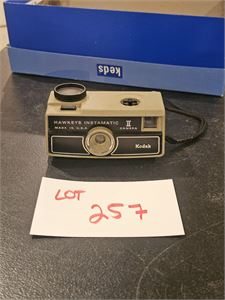 keds
HAWKEYE INSTAMATIC II
MADE IN U.S.A. CAMERA
Kodak
LOT
257